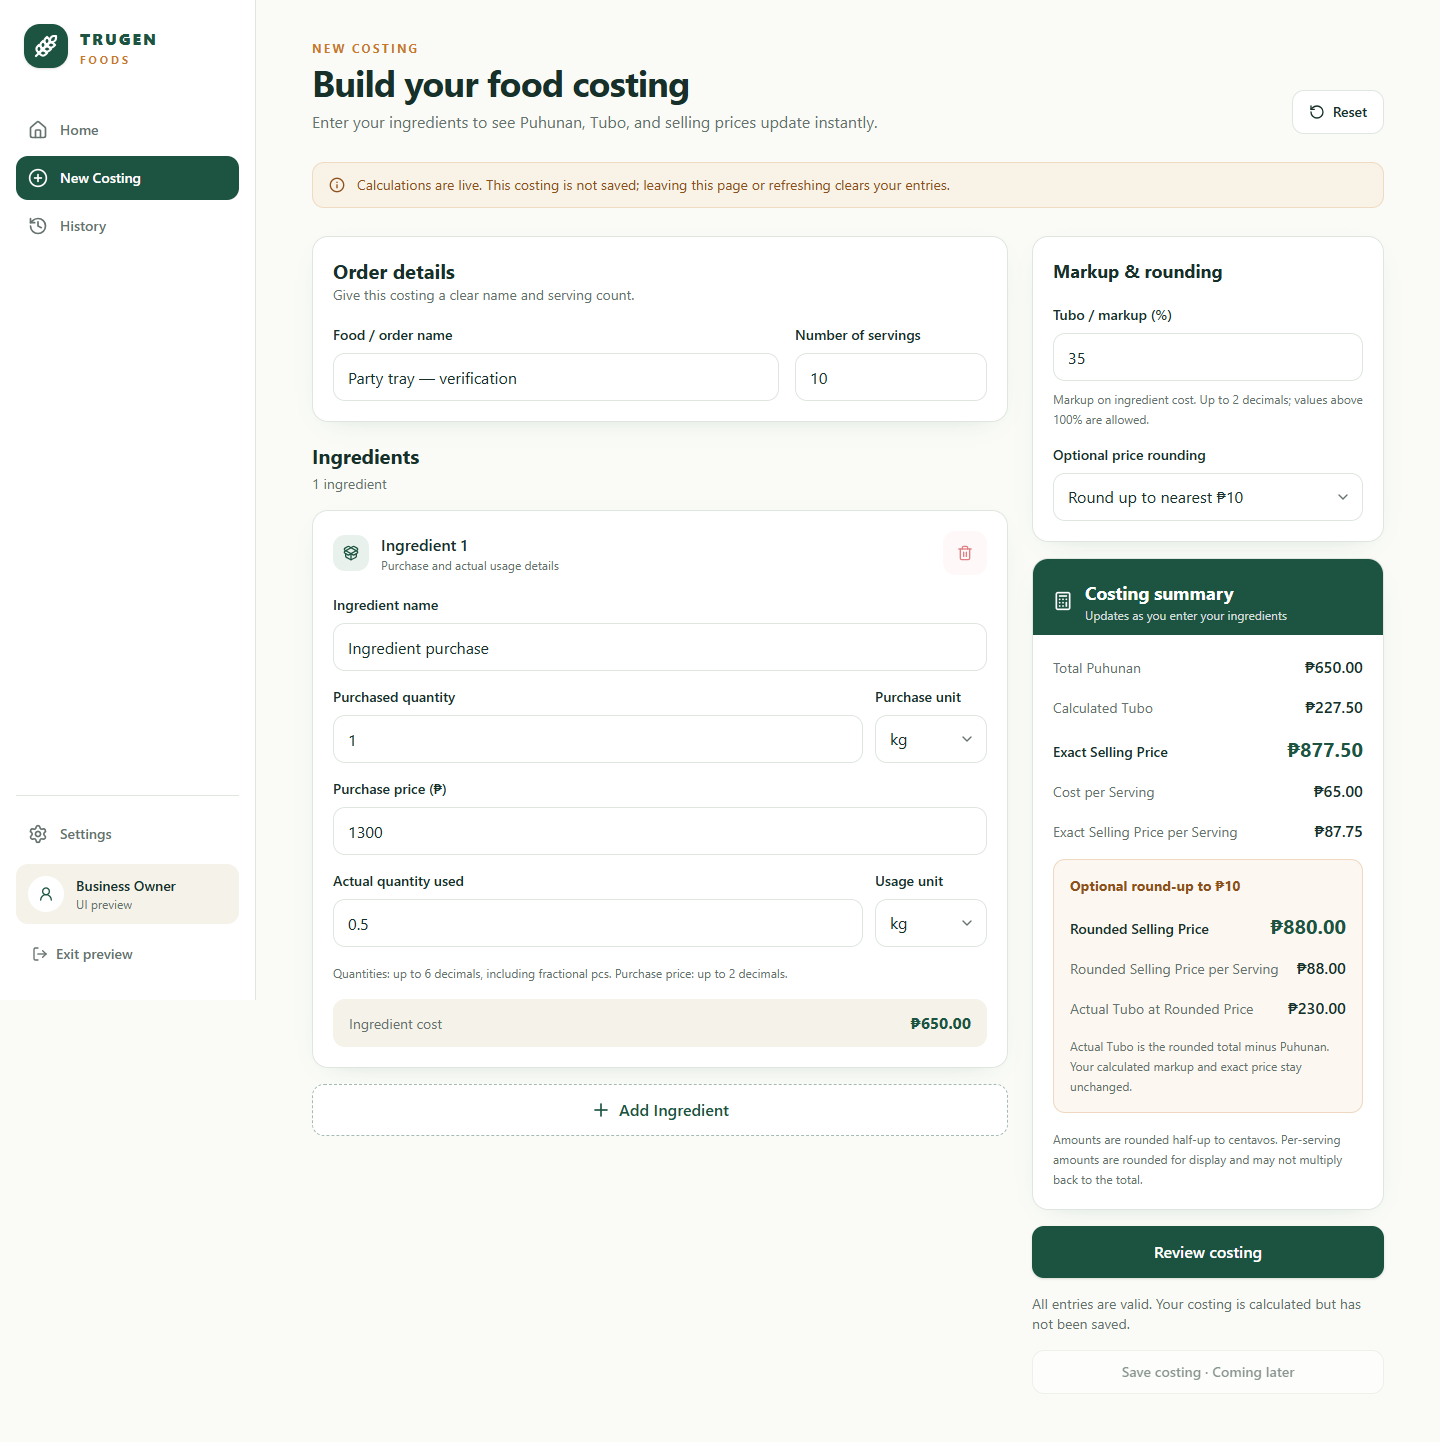 TRUGEN
FOODS
Home
New Costing
History
Settings
Business Owner
UI preview
Exit preview
NEW COSTING
Build your food costing
Enter your ingredients to see Puhunan, Tubo, and selling prices update instantly.
Reset
Calculations are live. This costing is not saved; leaving this page or refreshing clears your entries.
Order details
Give this costing a clear name and serving count.
Food / order name
Number of servings
Party tray — verification
10
Ingredients
1 ingredient
Ingredient 1
Purchase and actual usage details
Ingredient name
Ingredient purchase
Purchased quantity
Purchase unit
1
kg
Purchase price (₱)
1300
Actual quantity used
Usage unit
0.5
kg
Quantities: up to 6 decimals, including fractional pcs. Purchase price: up to 2 decimals.
Ingredient cost
₱650.00
Add Ingredient
Markup & rounding
Tubo / markup (%)
35
Markup on ingredient cost. Up to 2 decimals; values above
100% are allowed.
Optional price rounding
Round up to nearest ₱10
Costing summary
Updates as you enter your ingredients
Total Puhunan
₱650.00
Calculated Tubo
₱227.50
Exact Selling Price
₱877.50
Cost per Serving
₱65.00
Exact Selling Price per Serving
₱87.75
Optional round-up to ₱10
Rounded Selling Price
₱880.00
Rounded Selling Price per Serving
₱88.00
Actual Tubo at Rounded Price
₱230.00
Actual Tubo is the rounded total minus Puhunan.
Your calculated markup and exact price stay
unchanged.
Amounts are rounded half-up to centavos. Per-serving
amounts are rounded for display and may not multiply
back to the total.
Review costing
All entries are valid. Your costing is calculated but has
not been saved.
Save costing · Coming later